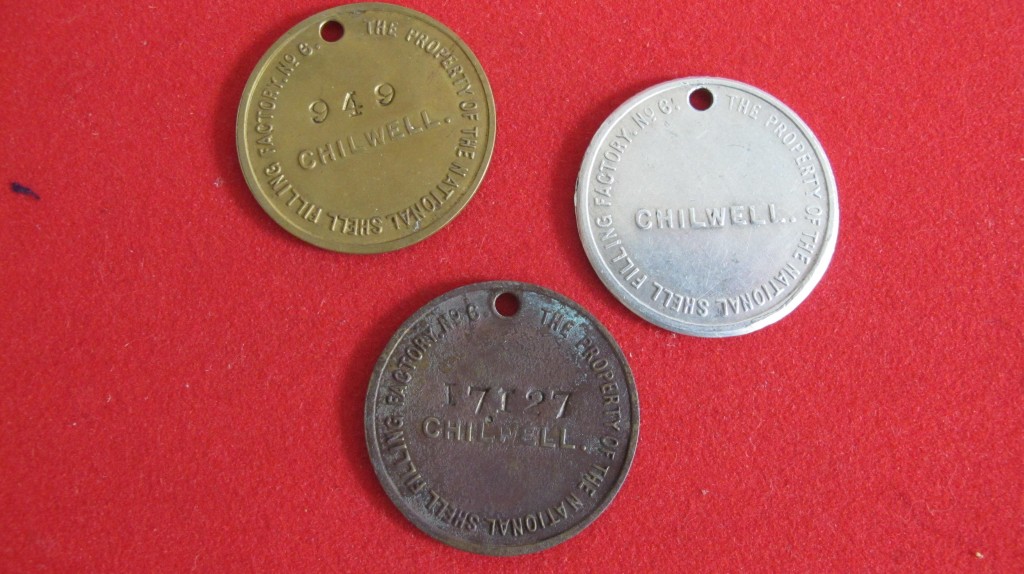 THE PROPERTY OF THE NATIONAL SHELL FILLING FACTORY. No 6.
949
CHILWELL.
THE PROPERTY OF THE NATIONAL SHELL FILLING FACTORY. No 6.
CHILWELL.
THE PROPERTY OF THE NATIONAL SHELL FILLING FACTORY. No 6.
17127
CHILWELL.